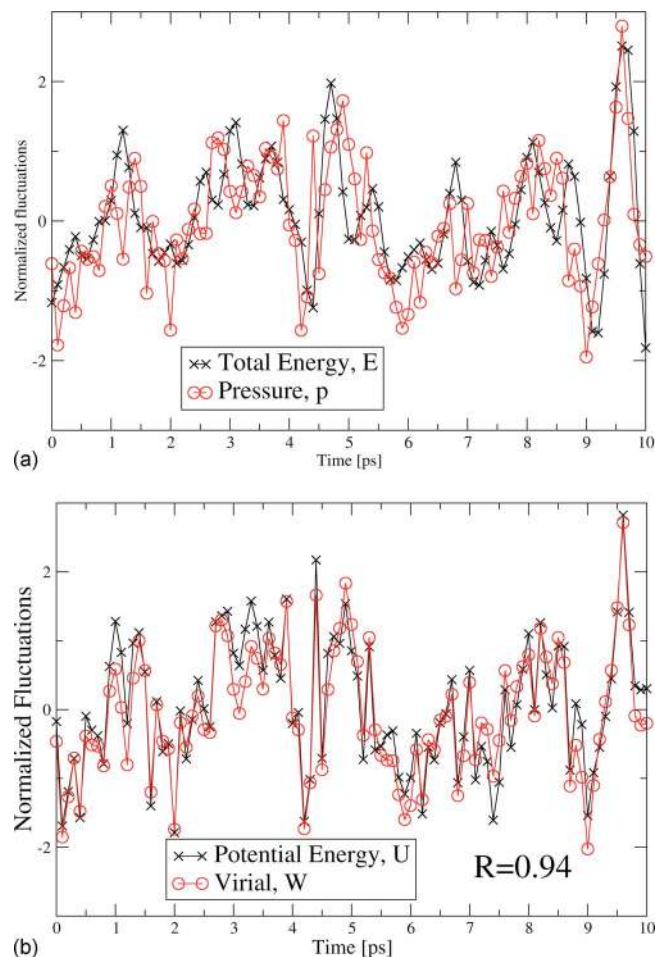 2
0
-2
Normalized fluctuations
Total Energy, E
Pressure, p
0 1 2 3 4 5 6 7 8 9 10
Time [ps]
(a)
2
0
-2
Normalized Fluctuations
Potential Energy, U
Virial, W
R=0.94
0 1 2 3 4 5 6 7 8 9 10
Time [ps]
(b)